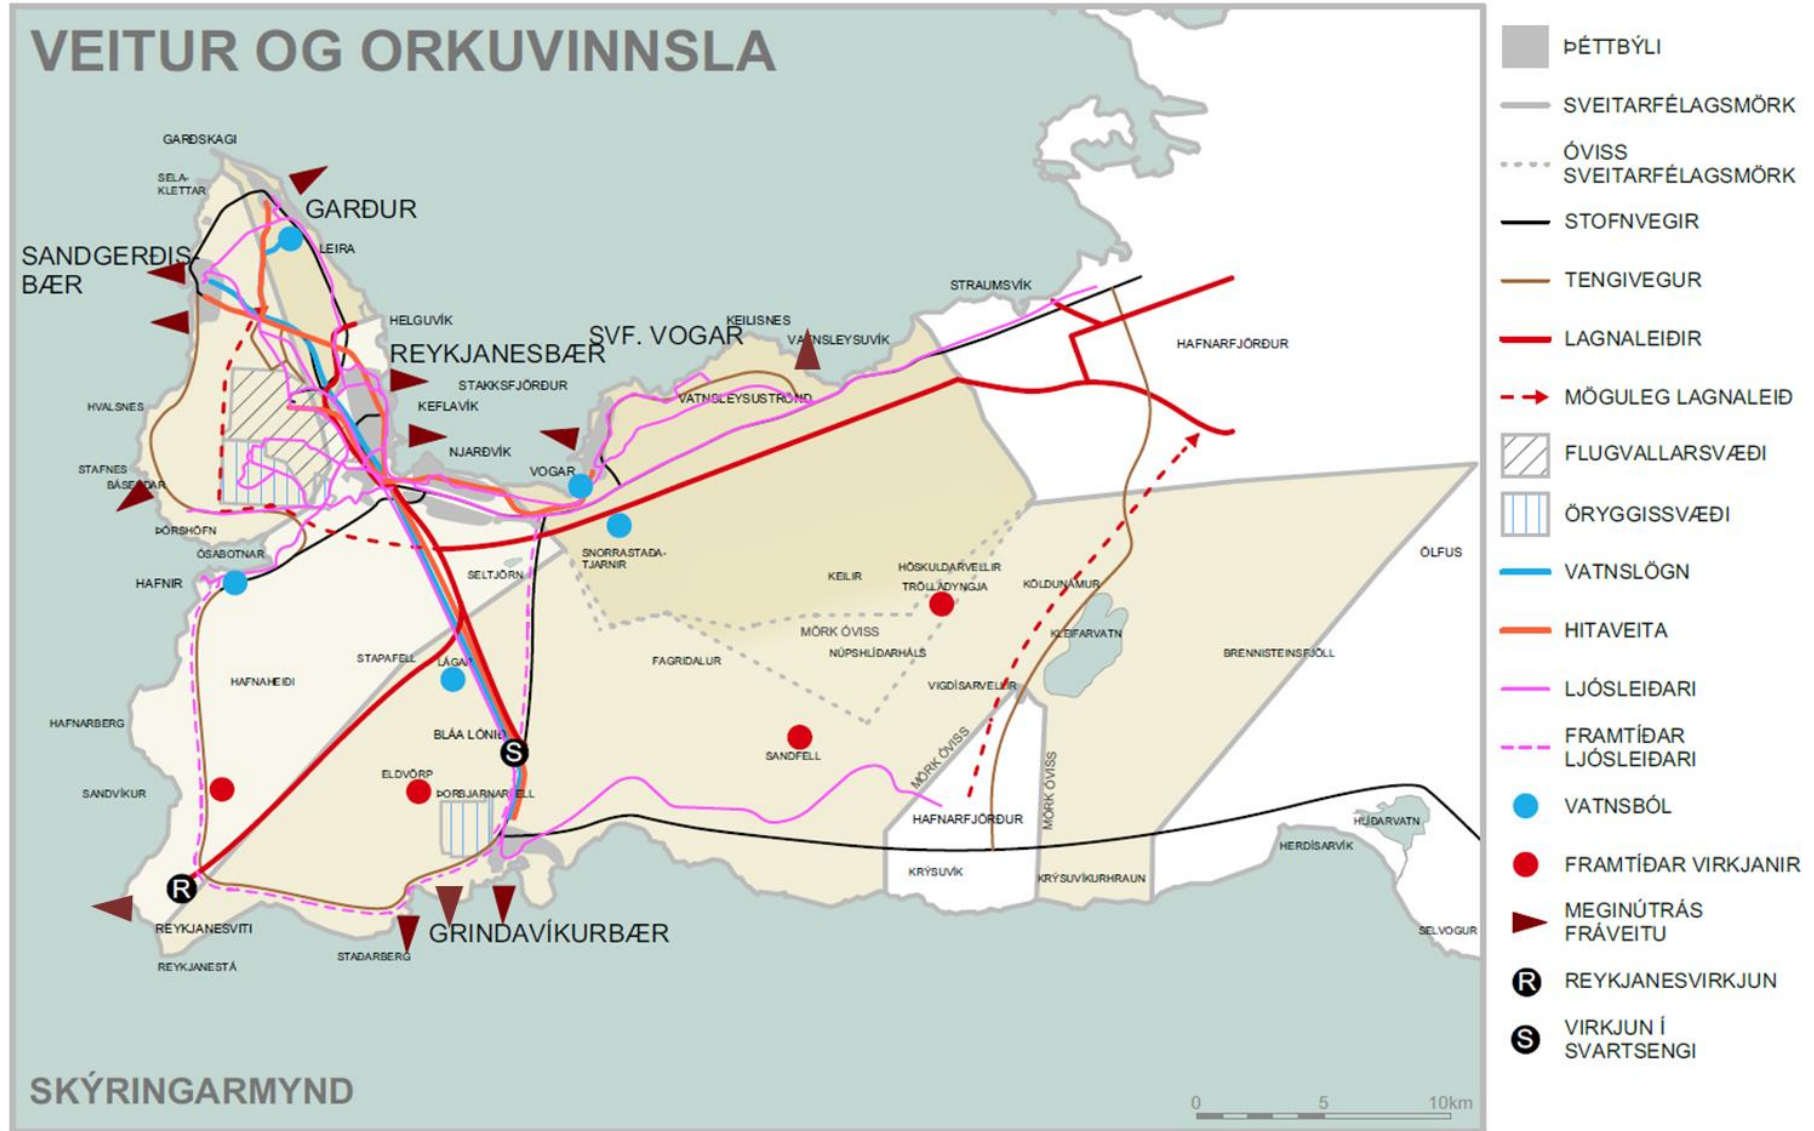 VEITUR OG ORKUVINNSLA
GARÐSKAGI
SELA-
KLETTAR
GARÐUR
SANDGERÐIS
BÆR
LEIRA
HELGUVÍK
REYKJANESBÆR
STAKKSFJÖRÐUR
KEFLAVÍK
HVALSNES
NJARÐVÍK
STAFNES
BÁSENDAR
ÞÓRSHÖFN
ÓSABOTNAR
HAFNIR
SVF. VOGAR
KEILISNES
VATNSLEYSUVÍK
STRAUMSVÍK
HAFNARFJÖRÐUR
VATNSLEYSUSTRÖND
VOGAR
SNORRASTAÐA-
TJARNIR
SELTJÖRN
KEILIR
HÖSKULDARVELLIR
TRÖLLADYNGJA
KÖLDUNÁMUR
ÖLFUS
MÖRK ÓVISS
KLEIFARVATN
NÚPSHLÍÐARHÁLS
BRENNISTEINSFJÖLL
STAPAFELL
LÁGAR
FAGRIDALUR
HAFNAHEIÐI
VIGDÍSARVELLIR
HAFNARBERG
BLÁA LÓNIÐ
SANDFELL
MÖRK ÓVISS
MÖRK ÓVISS
ELDVÖRP
SANDVÍKUR
ÞORBJARNARFELL
HAFNARFJÖRÐUR
HLÍÐARVATN
HERDÍSARVÍK
KRÝSUVÍK
KRÝSUVÍKURHRAUN
R
S
REYKJANESVITI
GRINDAVÍKURBÆR
SELVOGUR
STAÐARBERG
REYKJANESTÁ
SKÝRINGARMYND
0 5 10km
ÞÉTTBÝLI
SVEITARFÉLAGSMÖRK
ÓVISS
SVEITARFÉLAGSMÖRK
STOFNVEGIR
TENGIVEGUR
LAGNALEIÐIR
MÖGULEG LAGNALEIÐ
FLUGVALLARSVÆÐI
ÖRYGGISSVÆÐI
VATNSLÖGN
HITAVEITA
LJÓSLEIÐARI
FRAMTÍÐAR
LJÓSLEIÐARI
VATNSBÓL
FRAMTÍÐAR VIRKJANIR
MEGINÚTRÁS
FRÁVEITU
R REYKJANESVIRKJUN
S VIRKJUN Í
SVARTSENGI